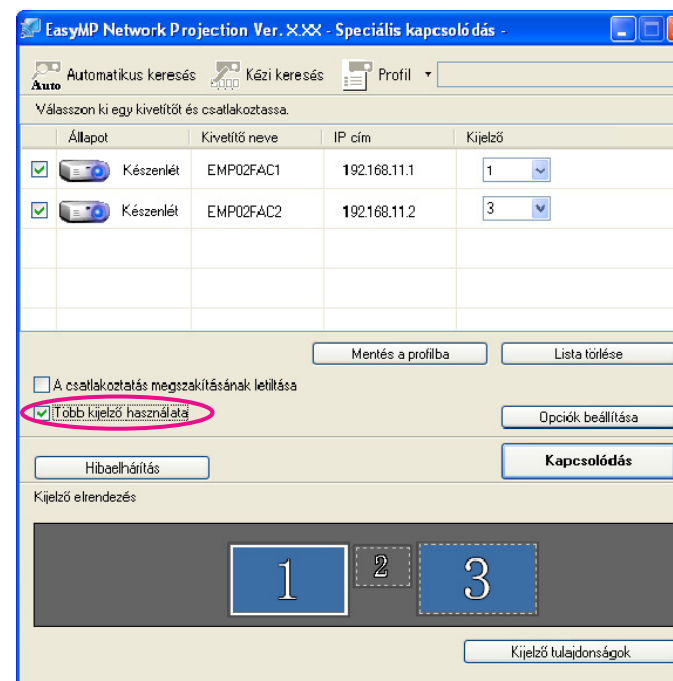 EasyMP Network Projection Ver. X.XX - Speciális kapcsolódás -
Auto Automatikus keresés Kézi keresés Profil
Válasszon ki egy kivetítőt és csatlakoztassa.
Állapot Kivetítő neve IP cím Kijelző
Készenlét EMP02FAC1 192.168.11.1 1
Készenlét EMP02FAC2 192.168.11.2 3
Mentés a profilba Lista törlése
A csatlakoztatás megszakításának letiltása
Több kijelző használata
Opciók beállítása
Hibaelhárítás Kapcsolódás
Kijelző elrendezés
1 2 3
Kijelző tulajdonságok